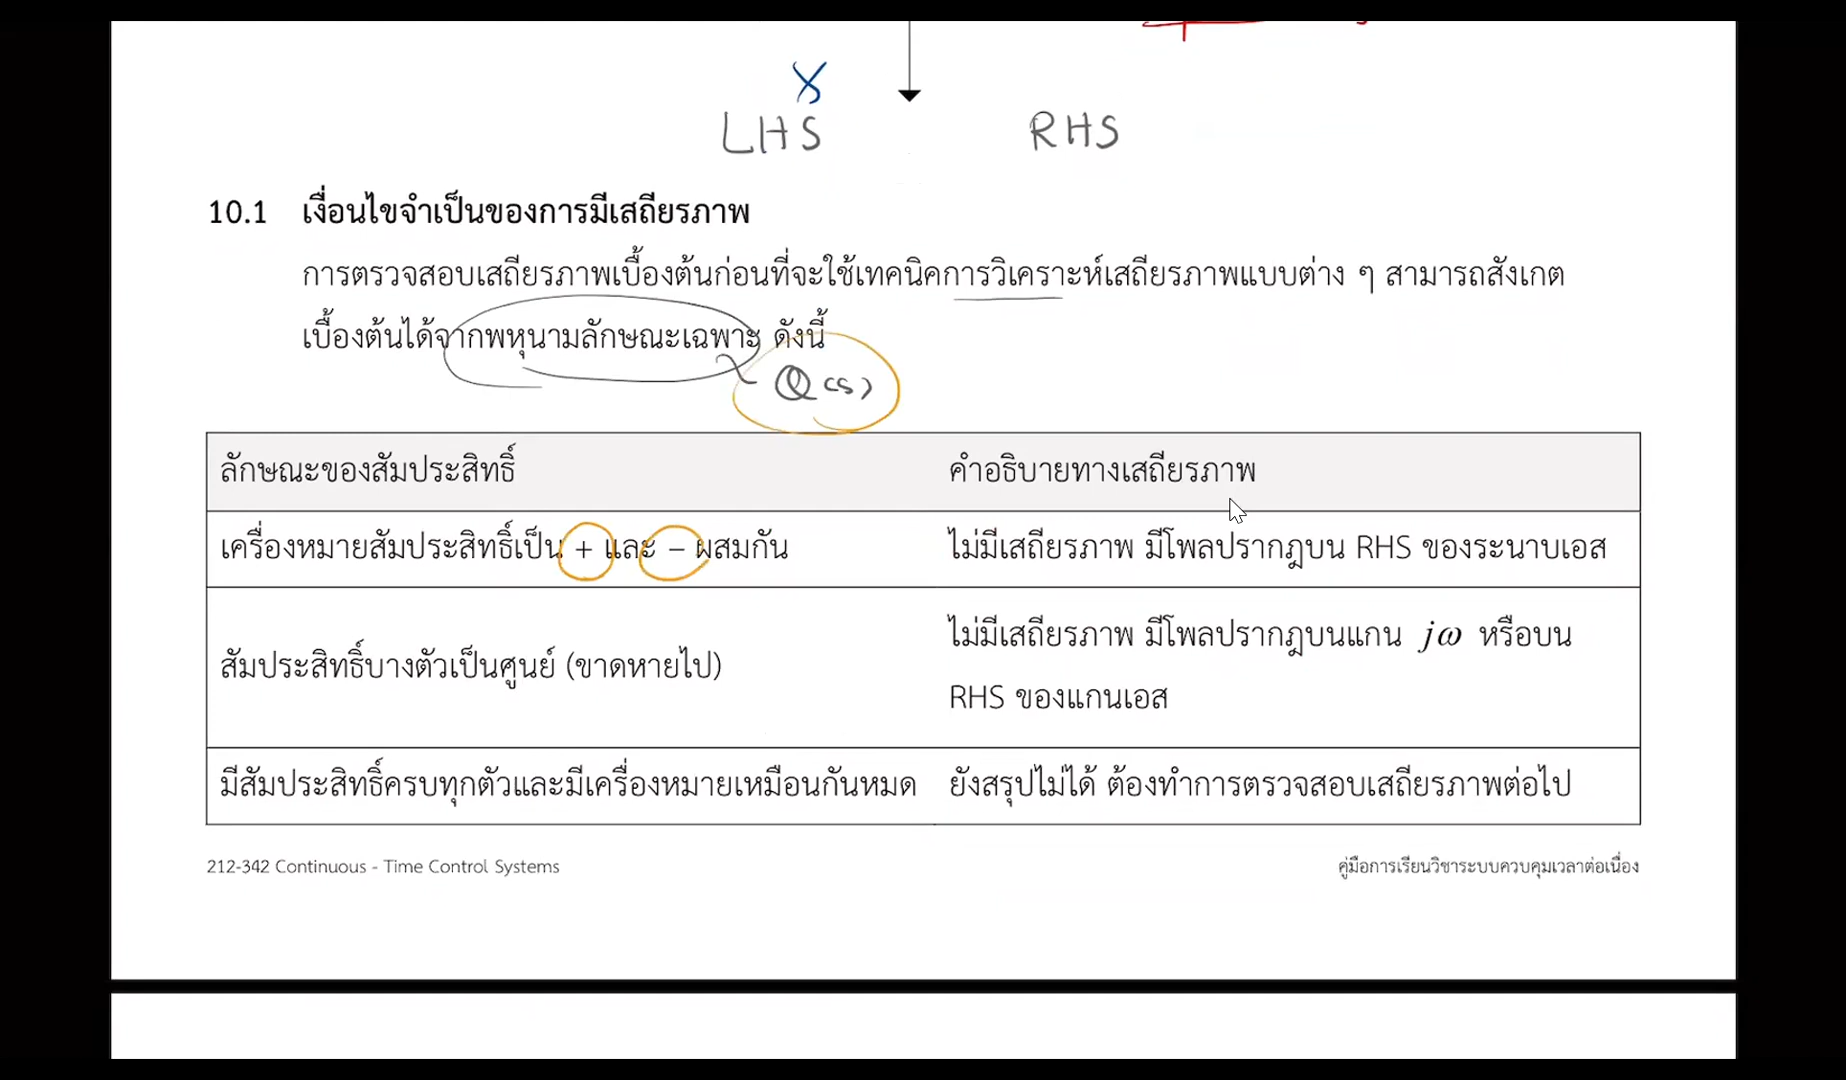 LHS RHS
10.1 เงื่อนไขจำเป็นของการมีเสถียรภาพ
การตรวจสอบเสถียรภาพเบื้องต้นก่อนที่จะใช้เทคนิคการวิเคราะห์เสถียรภาพแบบต่าง ๆ สามารถสังเกต
เบื้องต้นได้จากพหุนามลักษณะเฉพาะ ดังนี้
Q(s)
ลักษณะของสัมประสิทธิ์ คำอธิบายทางเสถียรภาพ
เครื่องหมายสัมประสิทธิ์เป็น + และ – ผสมกัน ไม่มีเสถียรภาพ มีโพลปรากฏบน RHS ของระนาบเอส
สัมประสิทธิ์บางตัวเป็นศูนย์ (ขาดหายไป)
ไม่มีเสถียรภาพ มีโพลปรากฏบนแกน jω หรือบน
RHS ของแกนเอส
มีสัมประสิทธิ์ครบทุกตัวและมีเครื่องหมายเหมือนกันหมด ยังสรุปไม่ได้ ต้องทำการตรวจสอบเสถียรภาพต่อไป
212-342 Continuous - Time Control Systems คู่มือการเรียนวิชาระบบควบคุมเวลาต่อเนื่อง